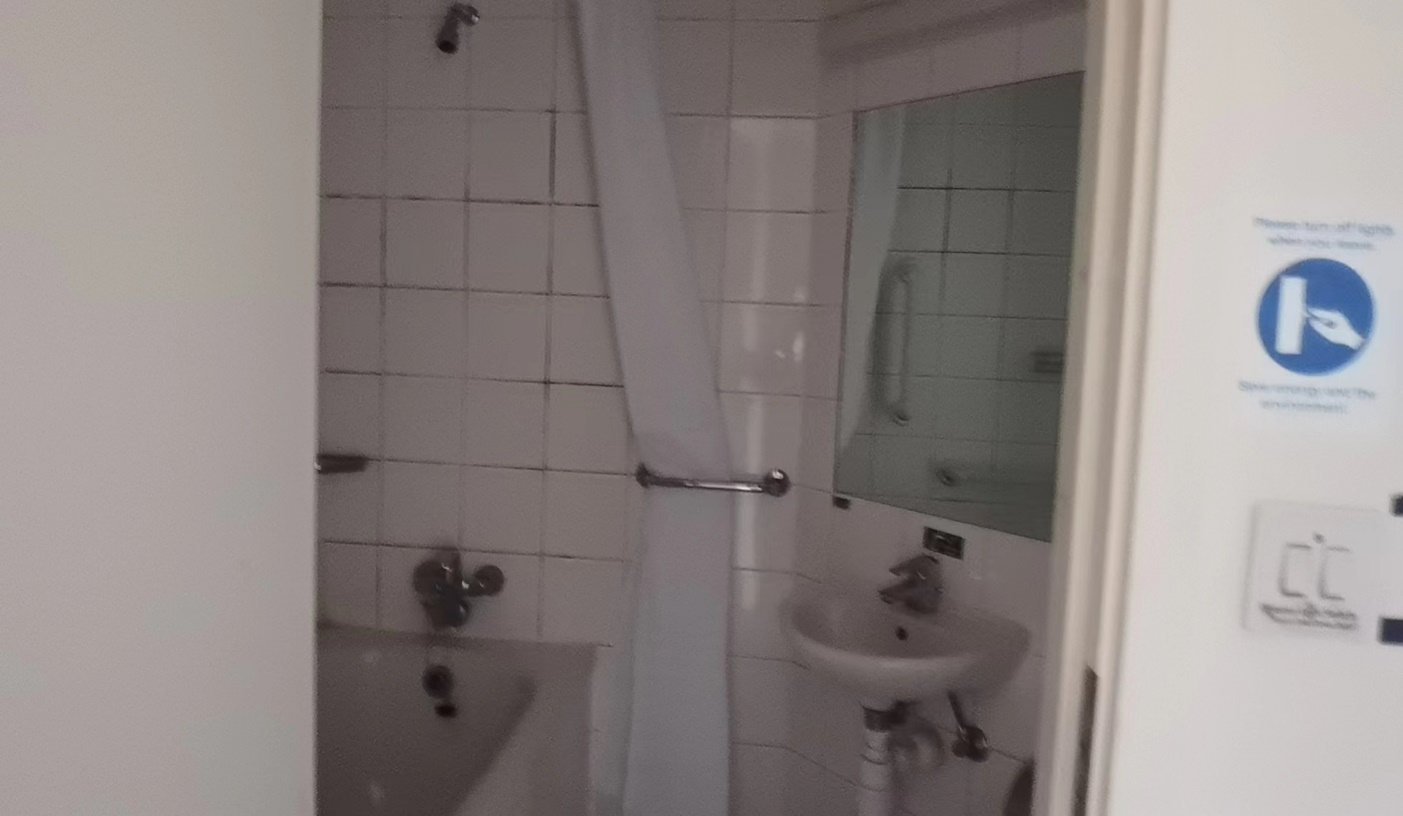 Please turn off lights
when you leave
Save energy and the
environment